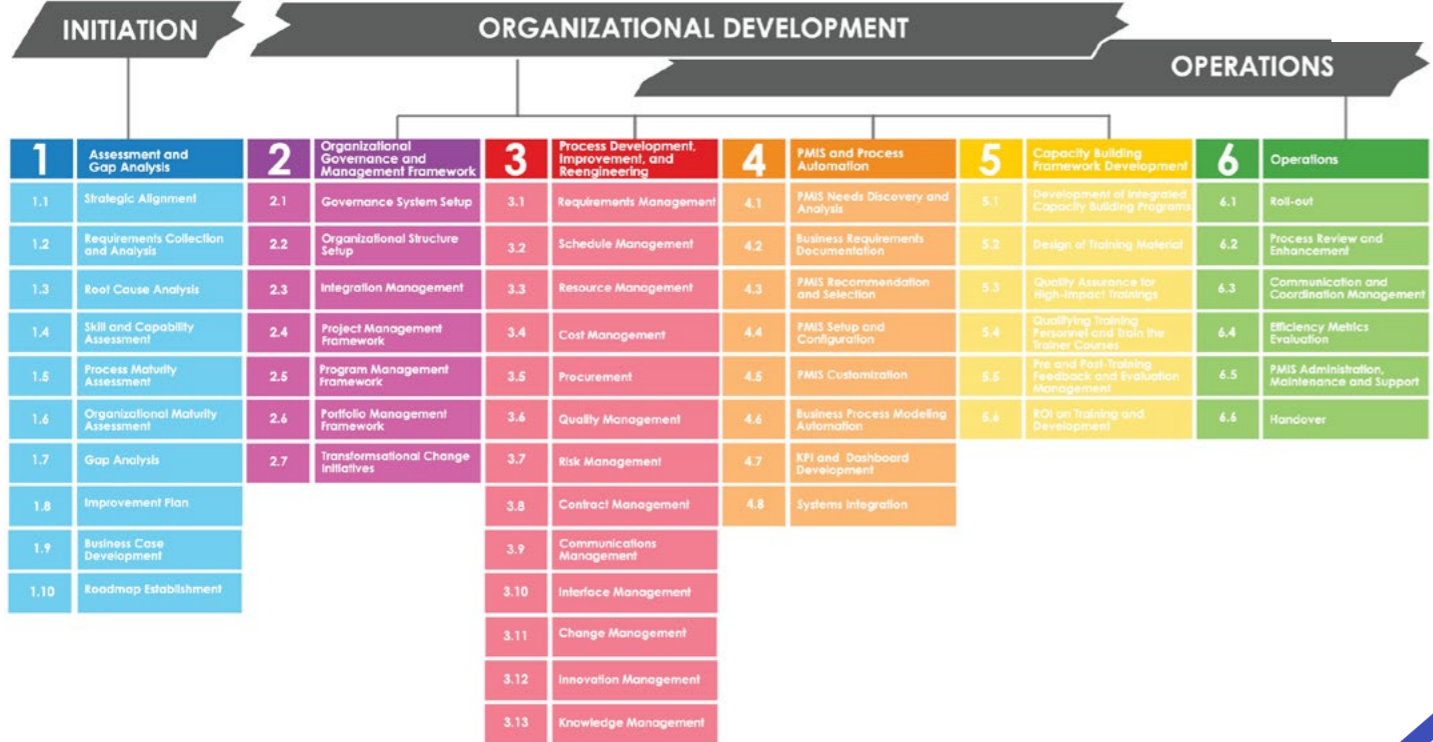 INITIATION
ORGANIZATIONAL DEVELOPMENT
OPERATIONS
1
Assessment and
Gap Analysis
1.1
Strategic Alignment
1.2
Requirements Collection
and Analysis
1.3
Root Cause Analysis
1.4
Skill and Capability
Assessment
1.5
Process Maturity
Assessment
1.6
Organizational Maturity
Assessment
1.7
Gap Analysis
1.8
Improvement Plan
1.9
Business Case
Development
1.10
Roadmap Establishment
2
Organizational
Governance and
Management Framework
2.1
Governance System Setup
2.2
Organizational Structure
Setup
2.3
Integration Management
2.4
Project Management
Framework
2.5
Program Management
Framework
2.6
Portfolio Management
Framework
2.7
Transformsational Change
Initiatives
3
Process Development,
Improvement, and
Reengineering
3.1
Requirements Management
3.2
Schedule Management
3.3
Resource Management
3.4
Cost Management
3.5
Procurement
3.6
Quality Management
3.7
Risk Management
3.8
Contract Management
3.9
Communications
Management
3.10
Interface Management
3.11
Change Management
3.12
Innovation Management
3.13
Knowledge Management
4
PMIS and Process
Automation
4.1
PMIS Needs Discovery and
Analysis
4.2
Business Requirements
Documentation
4.3
PMIS Recommendation
and Selection
4.4
PMIS Setup and
Configuration
4.5
PMIS Customization
4.6
Business Process Modeling
Automation
4.7
KPI and Dashboard
Development
4.8
Systems Integration
5
Capacity Building
Framework Development
5.1
Development of Integrated
Capacity Building Programs
5.2
Design of Training Material
5.3
Quality Assurance for
High-Impact Trainings
5.4
Qualifying Training
Personnel and Train the
Trainer Courses
5.5
Pre and Post-Training
Feedback and Evaluation
Management
5.6
ROI on Training and
Development
6
Operations
6.1
Roll-out
6.2
Process Review and
Enhancement
6.3
Communication and
Coordination Management
6.4
Efficiency Metrics
Evaluation
6.5
PMIS Administration,
Maintenance and Support
6.6
Handover